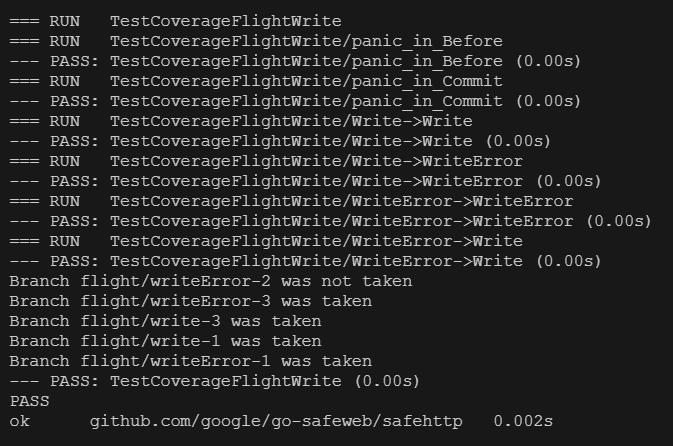 === RUN   TestCoverageFlightWrite
=== RUN   TestCoverageFlightWrite/panic_in_Before
--- PASS: TestCoverageFlightWrite/panic_in_Before (0.00s)
=== RUN   TestCoverageFlightWrite/panic_in_Commit
--- PASS: TestCoverageFlightWrite/panic_in_Commit (0.00s)
=== RUN   TestCoverageFlightWrite/Write->Write
--- PASS: TestCoverageFlightWrite/Write->Write (0.00s)
=== RUN   TestCoverageFlightWrite/Write->WriteError
--- PASS: TestCoverageFlightWrite/Write->WriteError (0.00s)
=== RUN   TestCoverageFlightWrite/WriteError->WriteError
--- PASS: TestCoverageFlightWrite/WriteError->WriteError (0.00s)
=== RUN   TestCoverageFlightWrite/WriteError->Write
--- PASS: TestCoverageFlightWrite/WriteError->Write (0.00s)
Branch flight/writeError-2 was not taken
Branch flight/writeError-3 was taken
Branch flight/write-3 was taken
Branch flight/write-1 was taken
Branch flight/writeError-1 was taken
--- PASS: TestCoverageFlightWrite (0.00s)
PASS
ok      github.com/google/go-safeweb/safehttp   0.002s